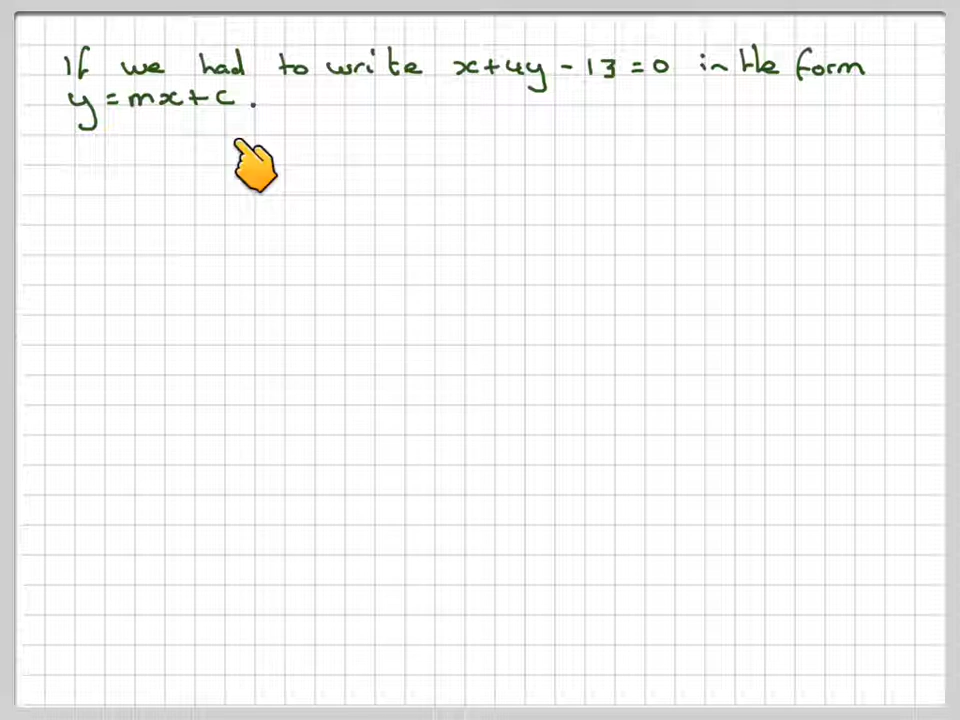 If we had to write x+4y-13=0 in the form
y=mx+c.